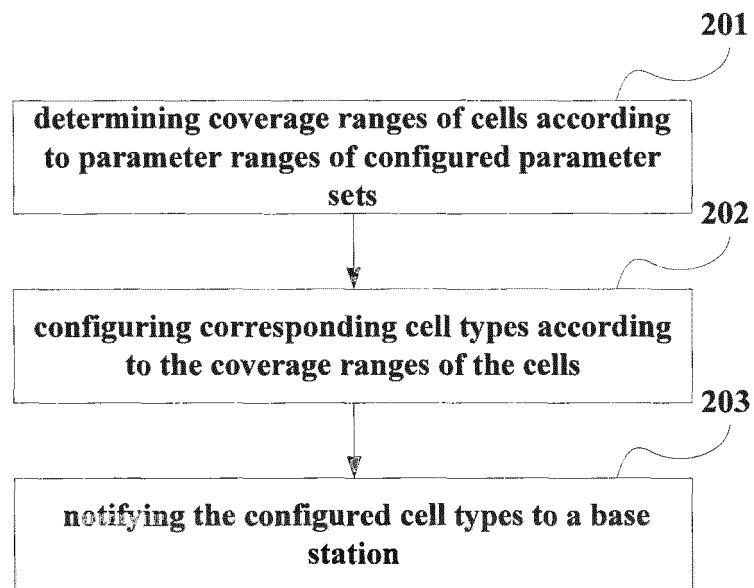 201
determining coverage ranges of cells according
to parameter ranges of configured parameter
sets
202
configuring corresponding cell types according
to the coverage ranges of the cells
203
notifying the configured cell types to a base
station